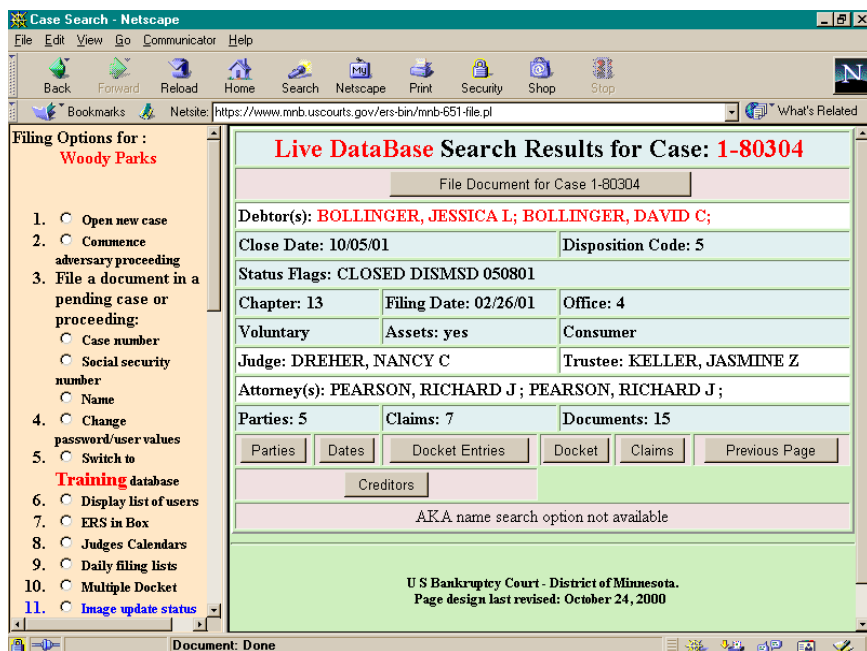 Case Search - Netscape
File Edit View Go Communicator Help
Back Forward Reload Home Search Netscape Print Security Shop Stop
My
N
Bookmarks Netsite: https://www.mnb.uscourts.gov/ers-bin/mnb-651-file.pl What's Related
Filing Options for :
Woody Parks
1. Open new case
2. Commence
adversary proceeding
3. File a document in a
pending case or
proceeding:
Case number
Social security
number
Name
4. Change
password/user values
5. Switch to
Training database
6. Display list of users
7. ERS in Box
8. Judges Calendars
9. Daily filing lists
10. Multiple Docket
11. Image update status
Live DataBase Search Results for Case: 1-80304
File Document for Case 1-80304
Debtor(s): BOLLINGER, JESSICA L; BOLLINGER, DAVID C;
Close Date: 10/05/01 Disposition Code: 5
Status Flags: CLOSED DISMSD 050801
Chapter: 13 Filing Date: 02/26/01 Office: 4
Voluntary Assets: yes Consumer
Judge: DREHER, NANCY C Trustee: KELLER, JASMINE Z
Attorney(s): PEARSON, RICHARD J ; PEARSON, RICHARD J ;
Parties: 5 Claims: 7 Documents: 15
Parties Dates Docket Entries Docket Claims Previous Page
Creditors
AKA name search option not available
U S Bankruptcy Court - District of Minnesota.
Page design last revised: October 24, 2000
Document: Done